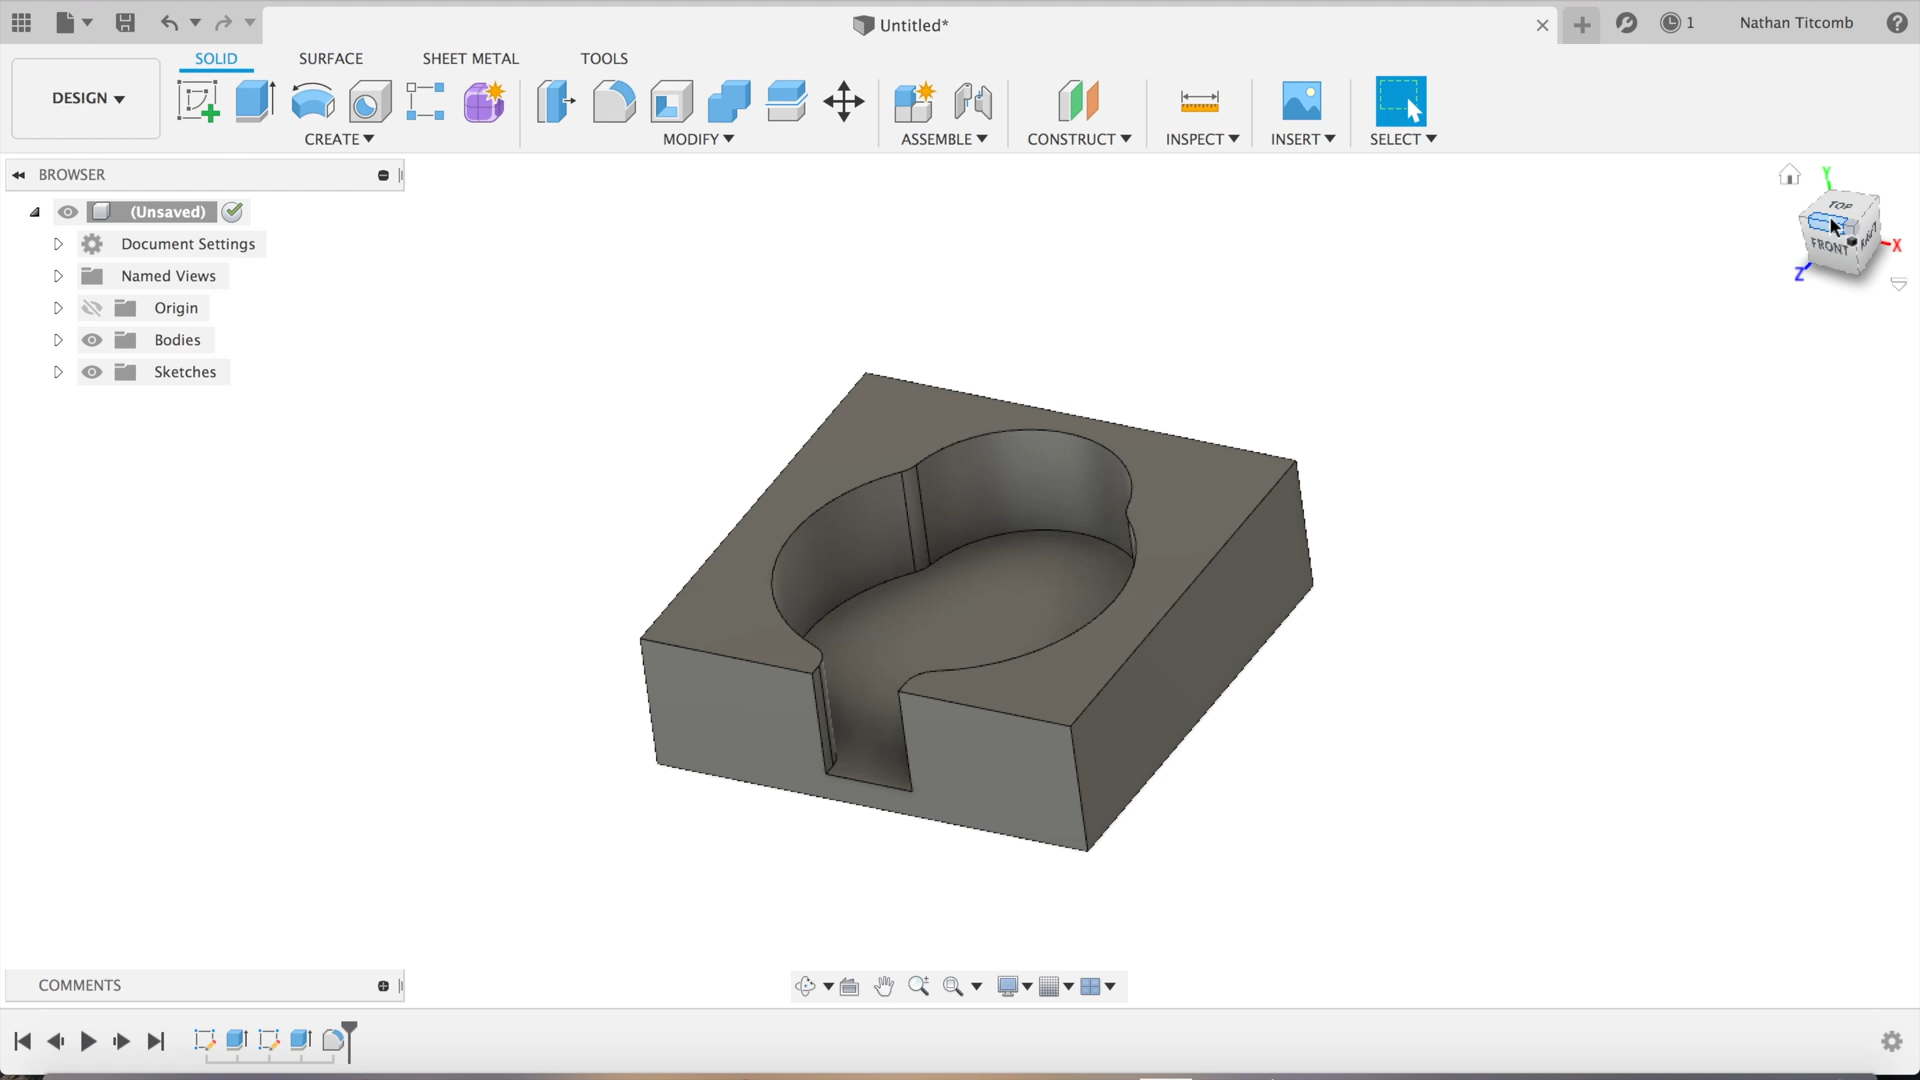 Untitled*
1
Nathan Titcomb
DESIGN
SOLID
SURFACE
SHEET METAL
TOOLS
CREATE
MODIFY
ASSEMBLE
CONSTRUCT
INSPECT
INSERT
SELECT
BROWSER
(Unsaved)
Document Settings
Named Views
Origin
Bodies
Sketches
Y
TOP
FRONT
RIGHT
X
Z
COMMENTS